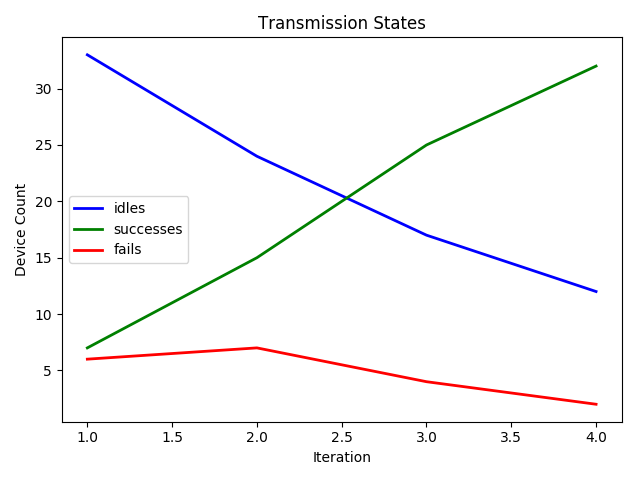 Transmission States
Device Count
30
25
20
15
10
5
idles
successes
fails
1.0 1.5 2.0 2.5 3.0 3.5 4.0
Iteration